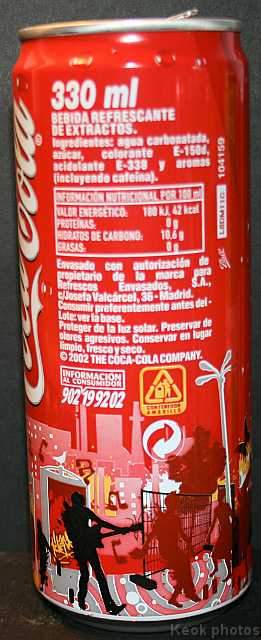 330 ml
BEBIDA REFRESCANTE
DE EXTRACTOS.
Ingredientes: agua carbonatada,
azúcar, colorante E-150d,
acidulante E-338 y aromas
(incluyendo cafeína).
INFORMACIÓN NUTRICIONAL POR 100 ml
VALOR ENERGÉTICO: 180 kJ, 42 kcal
PROTEÍNAS: 0 g
HIDRATOS DE CARBONO: 10.6 g
GRASAS: 0 g
Envasado con autorización de
propietario de la marca para
Refrescos Envasados, S.A.,
c/Josefa Valcárcel, 36 - Madrid.
Consumir preferentemente antes del-
Lote: ver la base.
Proteger de la luz solar. Preservar de
olores agresivos. Conservar en lugar
limpio, fresco y seco.
© 2002 THE COCA-COLA COMPANY.
INFORMACIÓN
AL CONSUMIDOR
902 19 92 02
CONTENEDOR
AMARILLO
104159
Coca-Cola
Keok photos